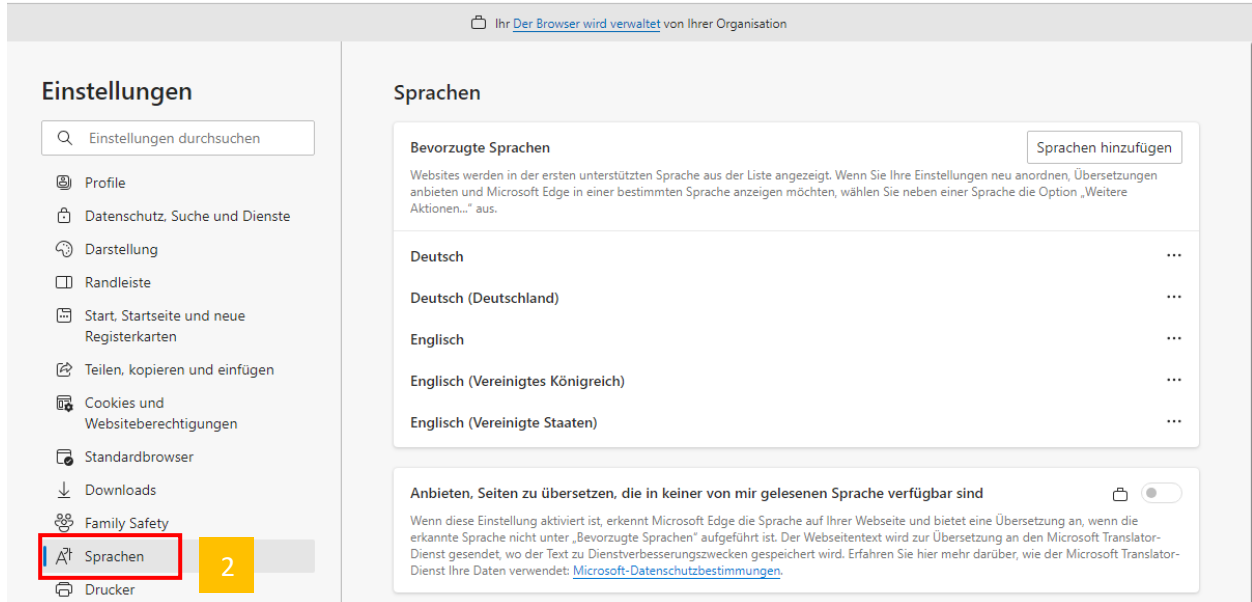 Ihr Der Browser wird verwaltet von Ihrer Organisation
Einstellungen
Einstellungen durchsuchen
Profile
Datenschutz, Suche und Dienste
Darstellung
Randleiste
Start, Startseite und neue
Registerkarten
Teilen, kopieren und einfügen
Cookies und
Websiteberechtigungen
Standardbrowser
Downloads
Family Safety
Sprachen
2
Drucker
Sprachen
Bevorzugte Sprachen
Sprachen hinzufügen
Websites werden in der ersten unterstützten Sprache aus der Liste angezeigt. Wenn Sie Ihre Einstellungen neu anordnen, Übersetzungen
anbieten und Microsoft Edge in einer bestimmten Sprache anzeigen möchten, wählen Sie neben einer Sprache die Option „Weitere
Aktionen..." aus.
Deutsch
Deutsch (Deutschland)
Englisch
Englisch (Vereinigtes Königreich)
Englisch (Vereinigte Staaten)
Anbieten, Seiten zu übersetzen, die in keiner von mir gelesenen Sprache verfügbar sind
Wenn diese Einstellung aktiviert ist, erkennt Microsoft Edge die Sprache auf Ihrer Webseite und bietet eine Übersetzung an, wenn die
erkannte Sprache nicht unter „Bevorzugte Sprachen" aufgeführt ist. Der Webseitentext wird zur Übersetzung an den Microsoft Translator-
Dienst gesendet, wo der Text zu Dienstverbesserungszwecken gespeichert wird. Erfahren Sie hier mehr darüber, wie der Microsoft Translator-
Dienst Ihre Daten verwendet: Microsoft-Datenschutzbestimmungen.